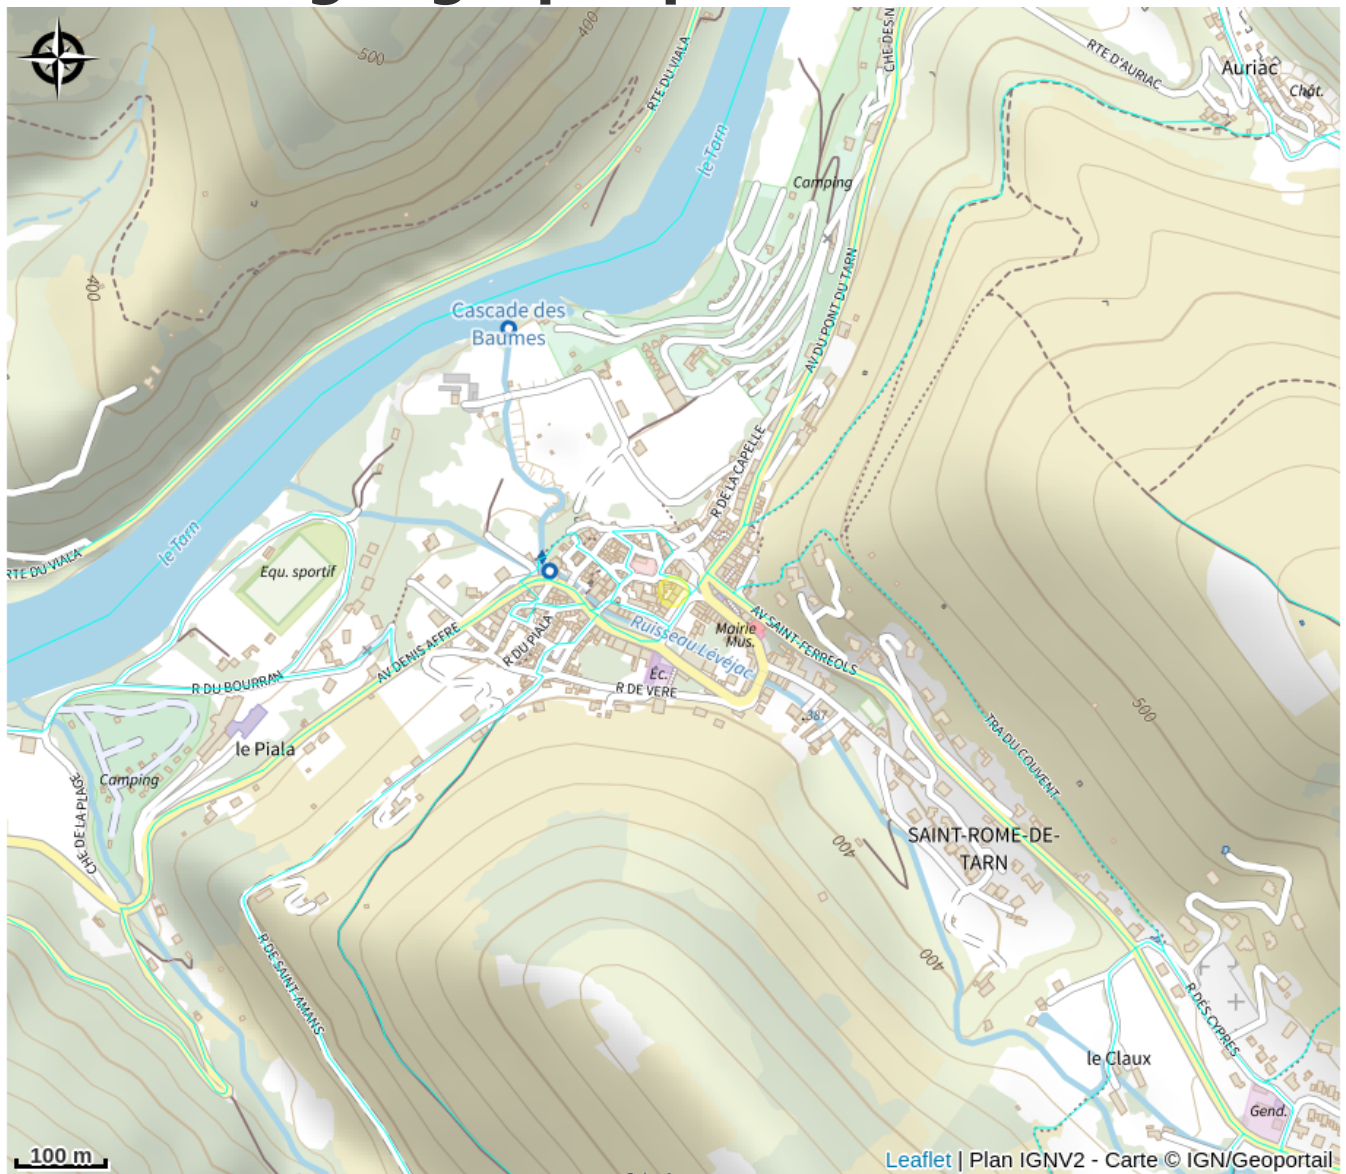 500
400
RTE DU VIALA
CHE DES N
RTE D'AURIAC
Auriac
Chât.
le Tarn
Camping
400
AV DU PONT DU TARN
Cascade des
Baumes
R DE LA CAPELLE
le Tarn
RTE DU VIALA
Equ. sportif
AV DENIS AFFRE
R DU PIALA
Ruisseau Lévéjac
Mairie
Mus.
AV SAINT-FERREOLS
Éc.
R DE VERE
R DU BOURRAN
387
500
TRA DU COUVENT
le Piala
Camping
CHE DE LA PLAGE
400
SAINT-ROME-DE-
TARN
400
R DE SAINT-AMANS
R DES CYPRES
le Claux
Gend.
100 m
Leaflet | Plan IGNV2 - Carte © IGN/Geoportail